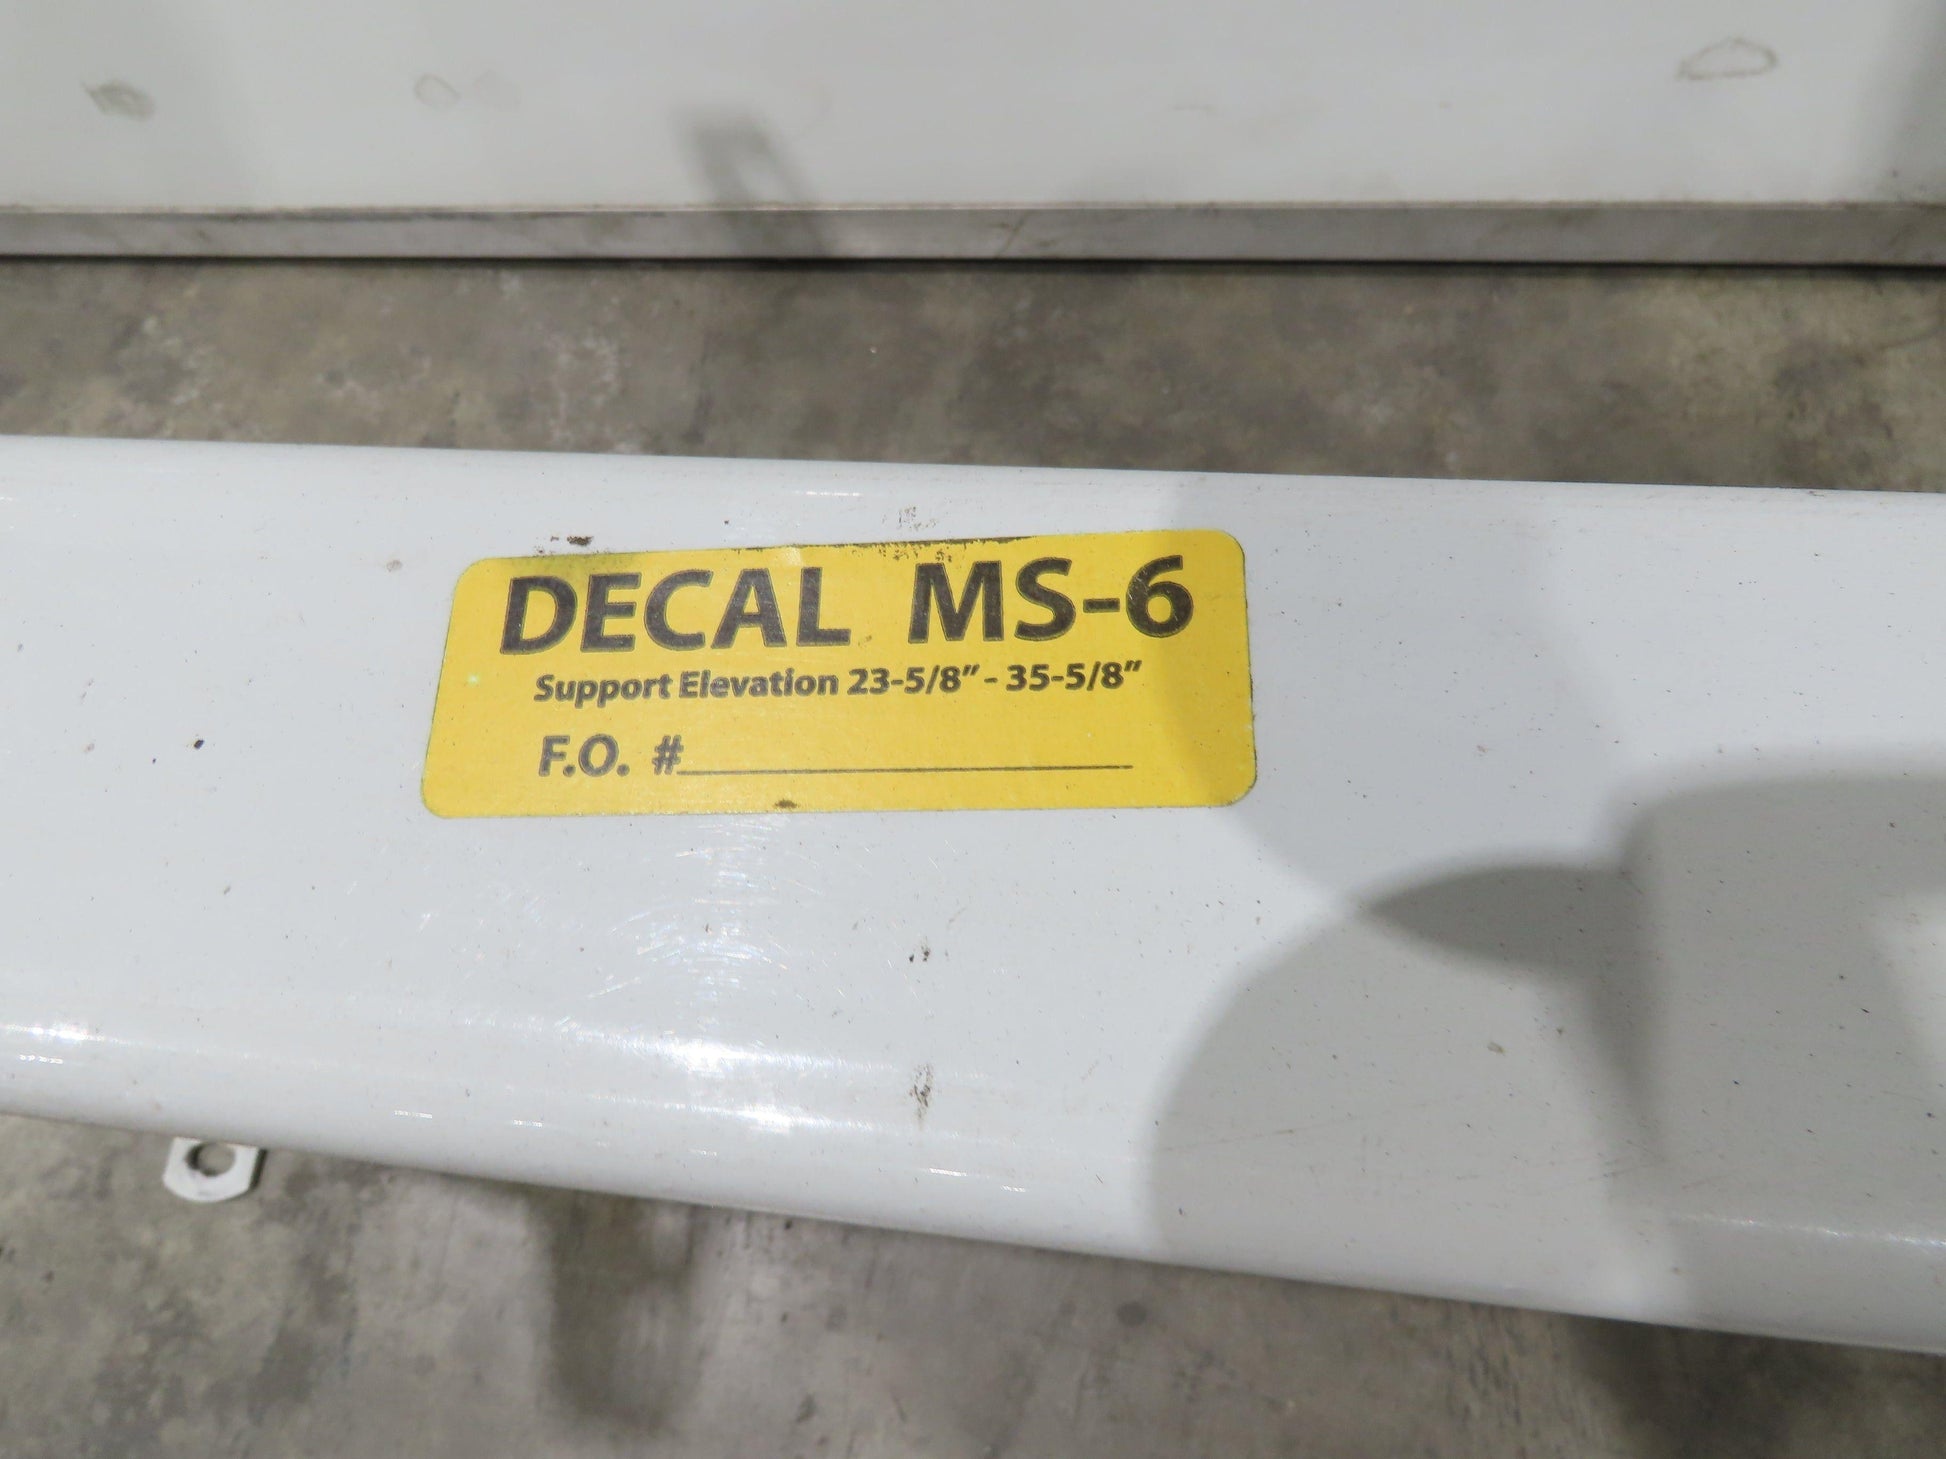 DECAL MS-6
Support Elevation 23-5/8" - 35-5/8"
F.O. #